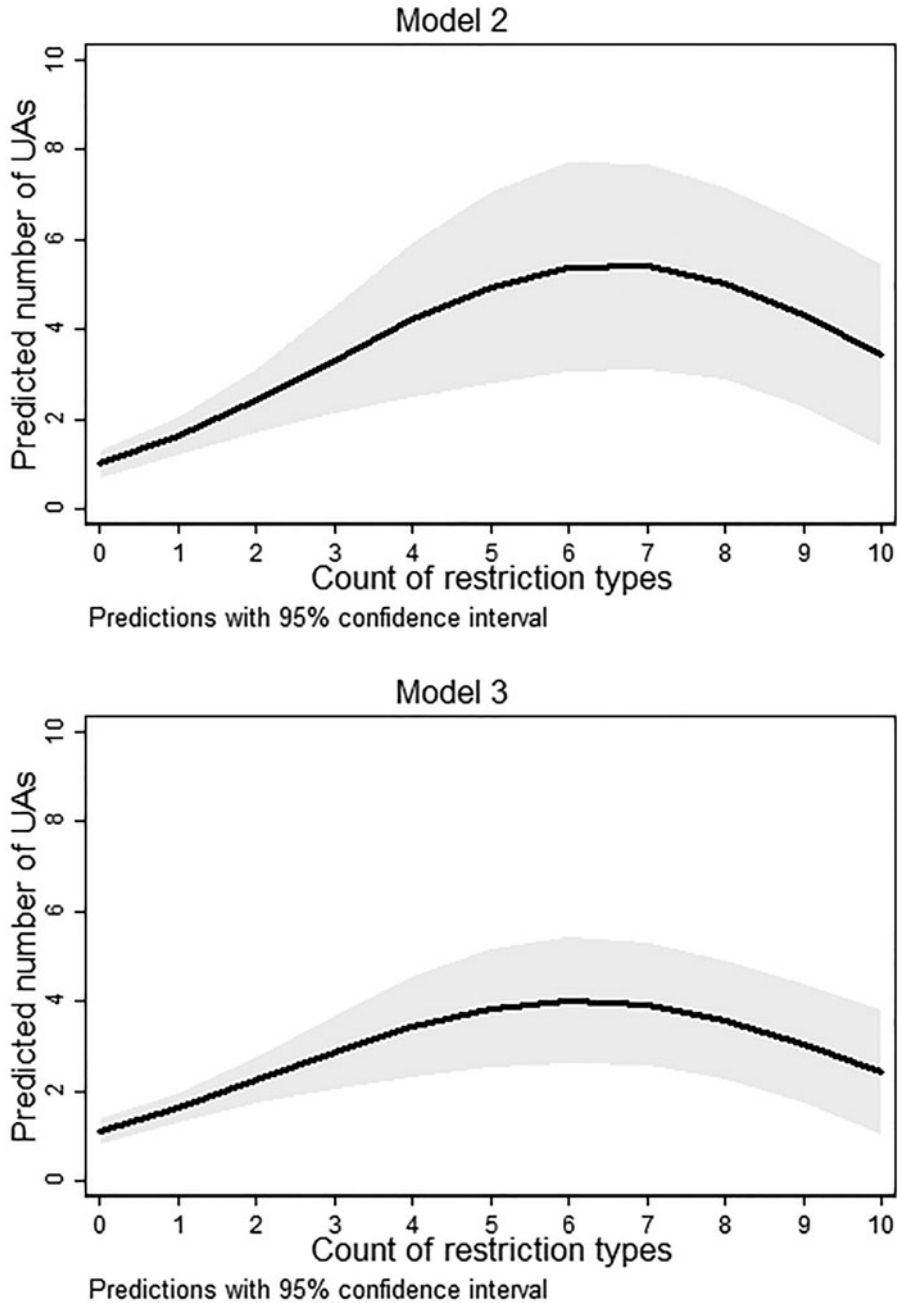 Model 2
Predicted number of UAs
10
8
6
4
2
0
0 1 2 3 4 5 6 7 8 9 10
Count of restriction types
Predictions with 95% confidence interval
Model 3
Predicted number of UAs
10
8
6
4
2
0
0 1 2 3 4 5 6 7 8 9 10
Count of restriction types
Predictions with 95% confidence interval